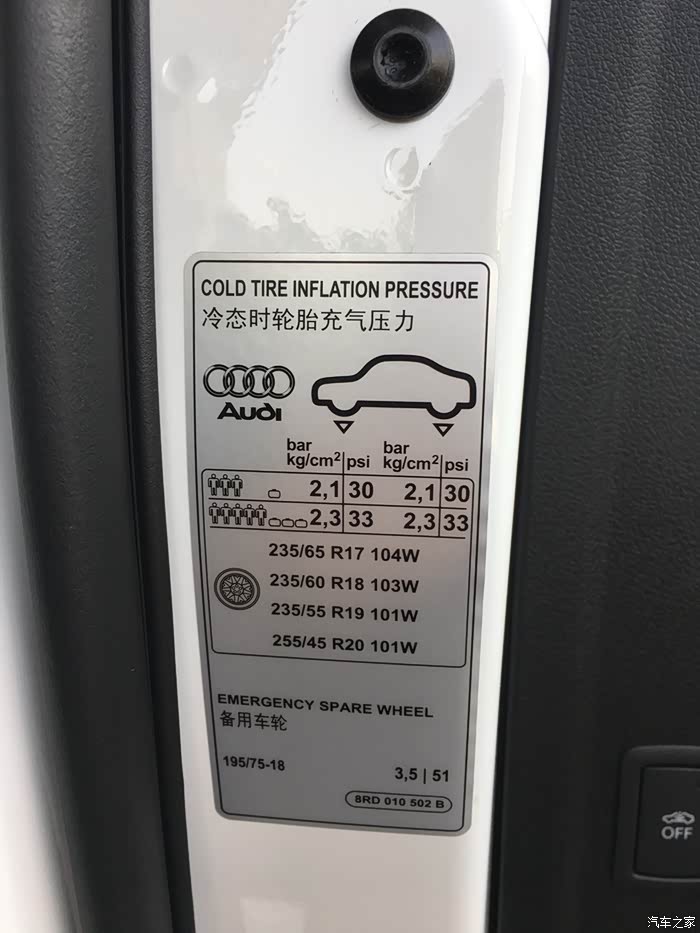 COLD TIRE INFLATION PRESSURE
冷态时轮胎充气压力
Audi
bar bar
kg/cm² psi kg/cm² psi
2,1 30 2,1 30
2,3 33 2,3 33
235/65 R17 104W
235/60 R18 103W
235/55 R19 101W
255/45 R20 101W
EMERGENCY SPARE WHEEL
备用车轮
195/75-18
3,5 | 51
8RD 010 502 B
OFF
汽车之家